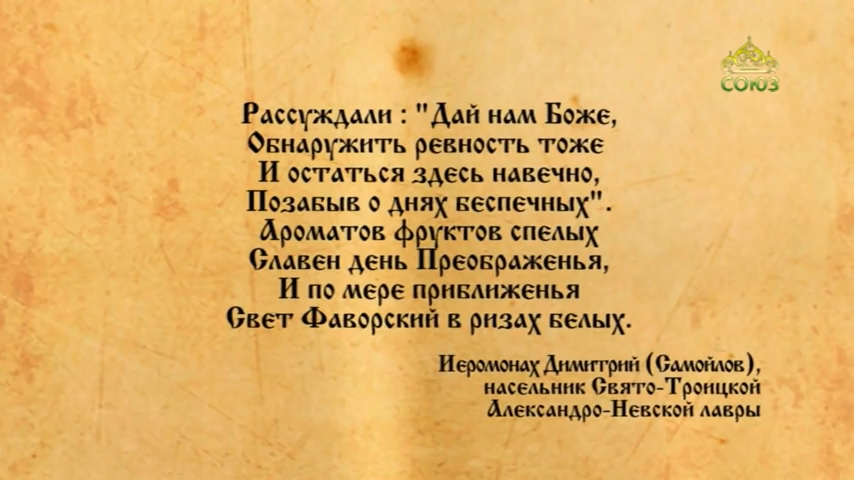 СОЮЗ
Рассуждали : "Дай нам Боже,
Обнаружить ревность тоже
И остаться здесь навечно,
Позабыв о днях беспечных".
Ароматов фруктов спелых
Славен день Преображенья,
И по мере приближенья
Свет Фаворский в ризах белых.
Иеромонах Димитрий (Самойлов),
насельник Свято-Троицкой
Александро-Невской лавры